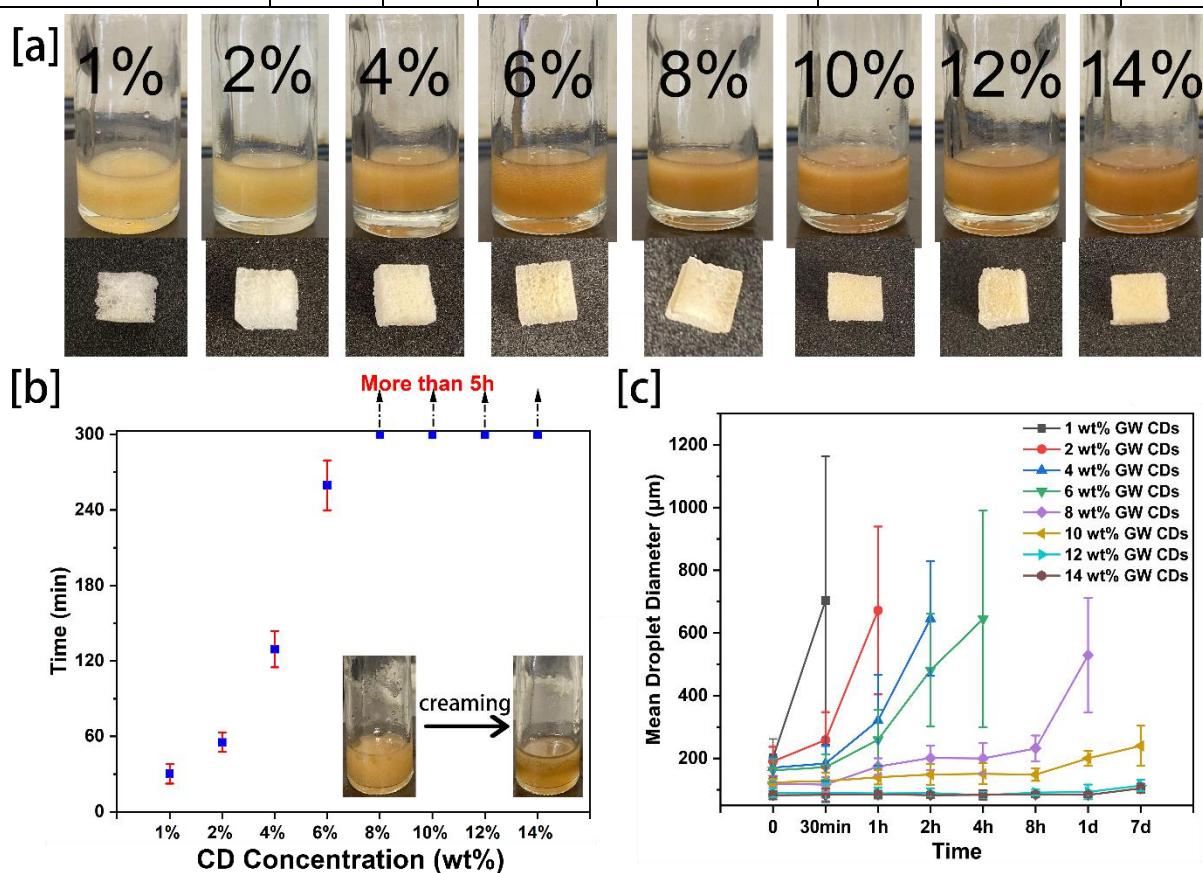 [a]
1% 2% 4% 6% 8% 10% 12% 14%
[b]
More than 5h
300
240
180
120
60
0
Time (min)
creaming
1% 2% 4% 6% 8% 10% 12% 14%
CD Concentration (wt%)
[c]
1200
1000
800
600
400
200
Mean Droplet Diameter (µm)
1 wt% GW CDs
2 wt% GW CDs
4 wt% GW CDs
6 wt% GW CDs
8 wt% GW CDs
10 wt% GW CDs
12 wt% GW CDs
14 wt% GW CDs
0 30min 1h 2h 4h 8h 1d 7d
Time